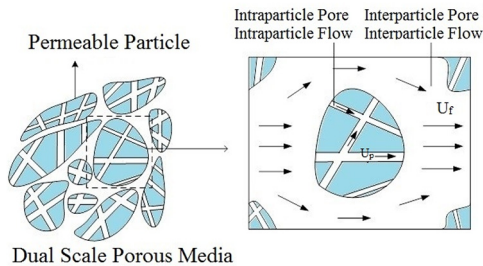 Permeable Particle
Dual Scale Porous Media
Intraparticle Pore
Intraparticle Flow
Interparticle Pore
Interparticle Flow
Uf
Up